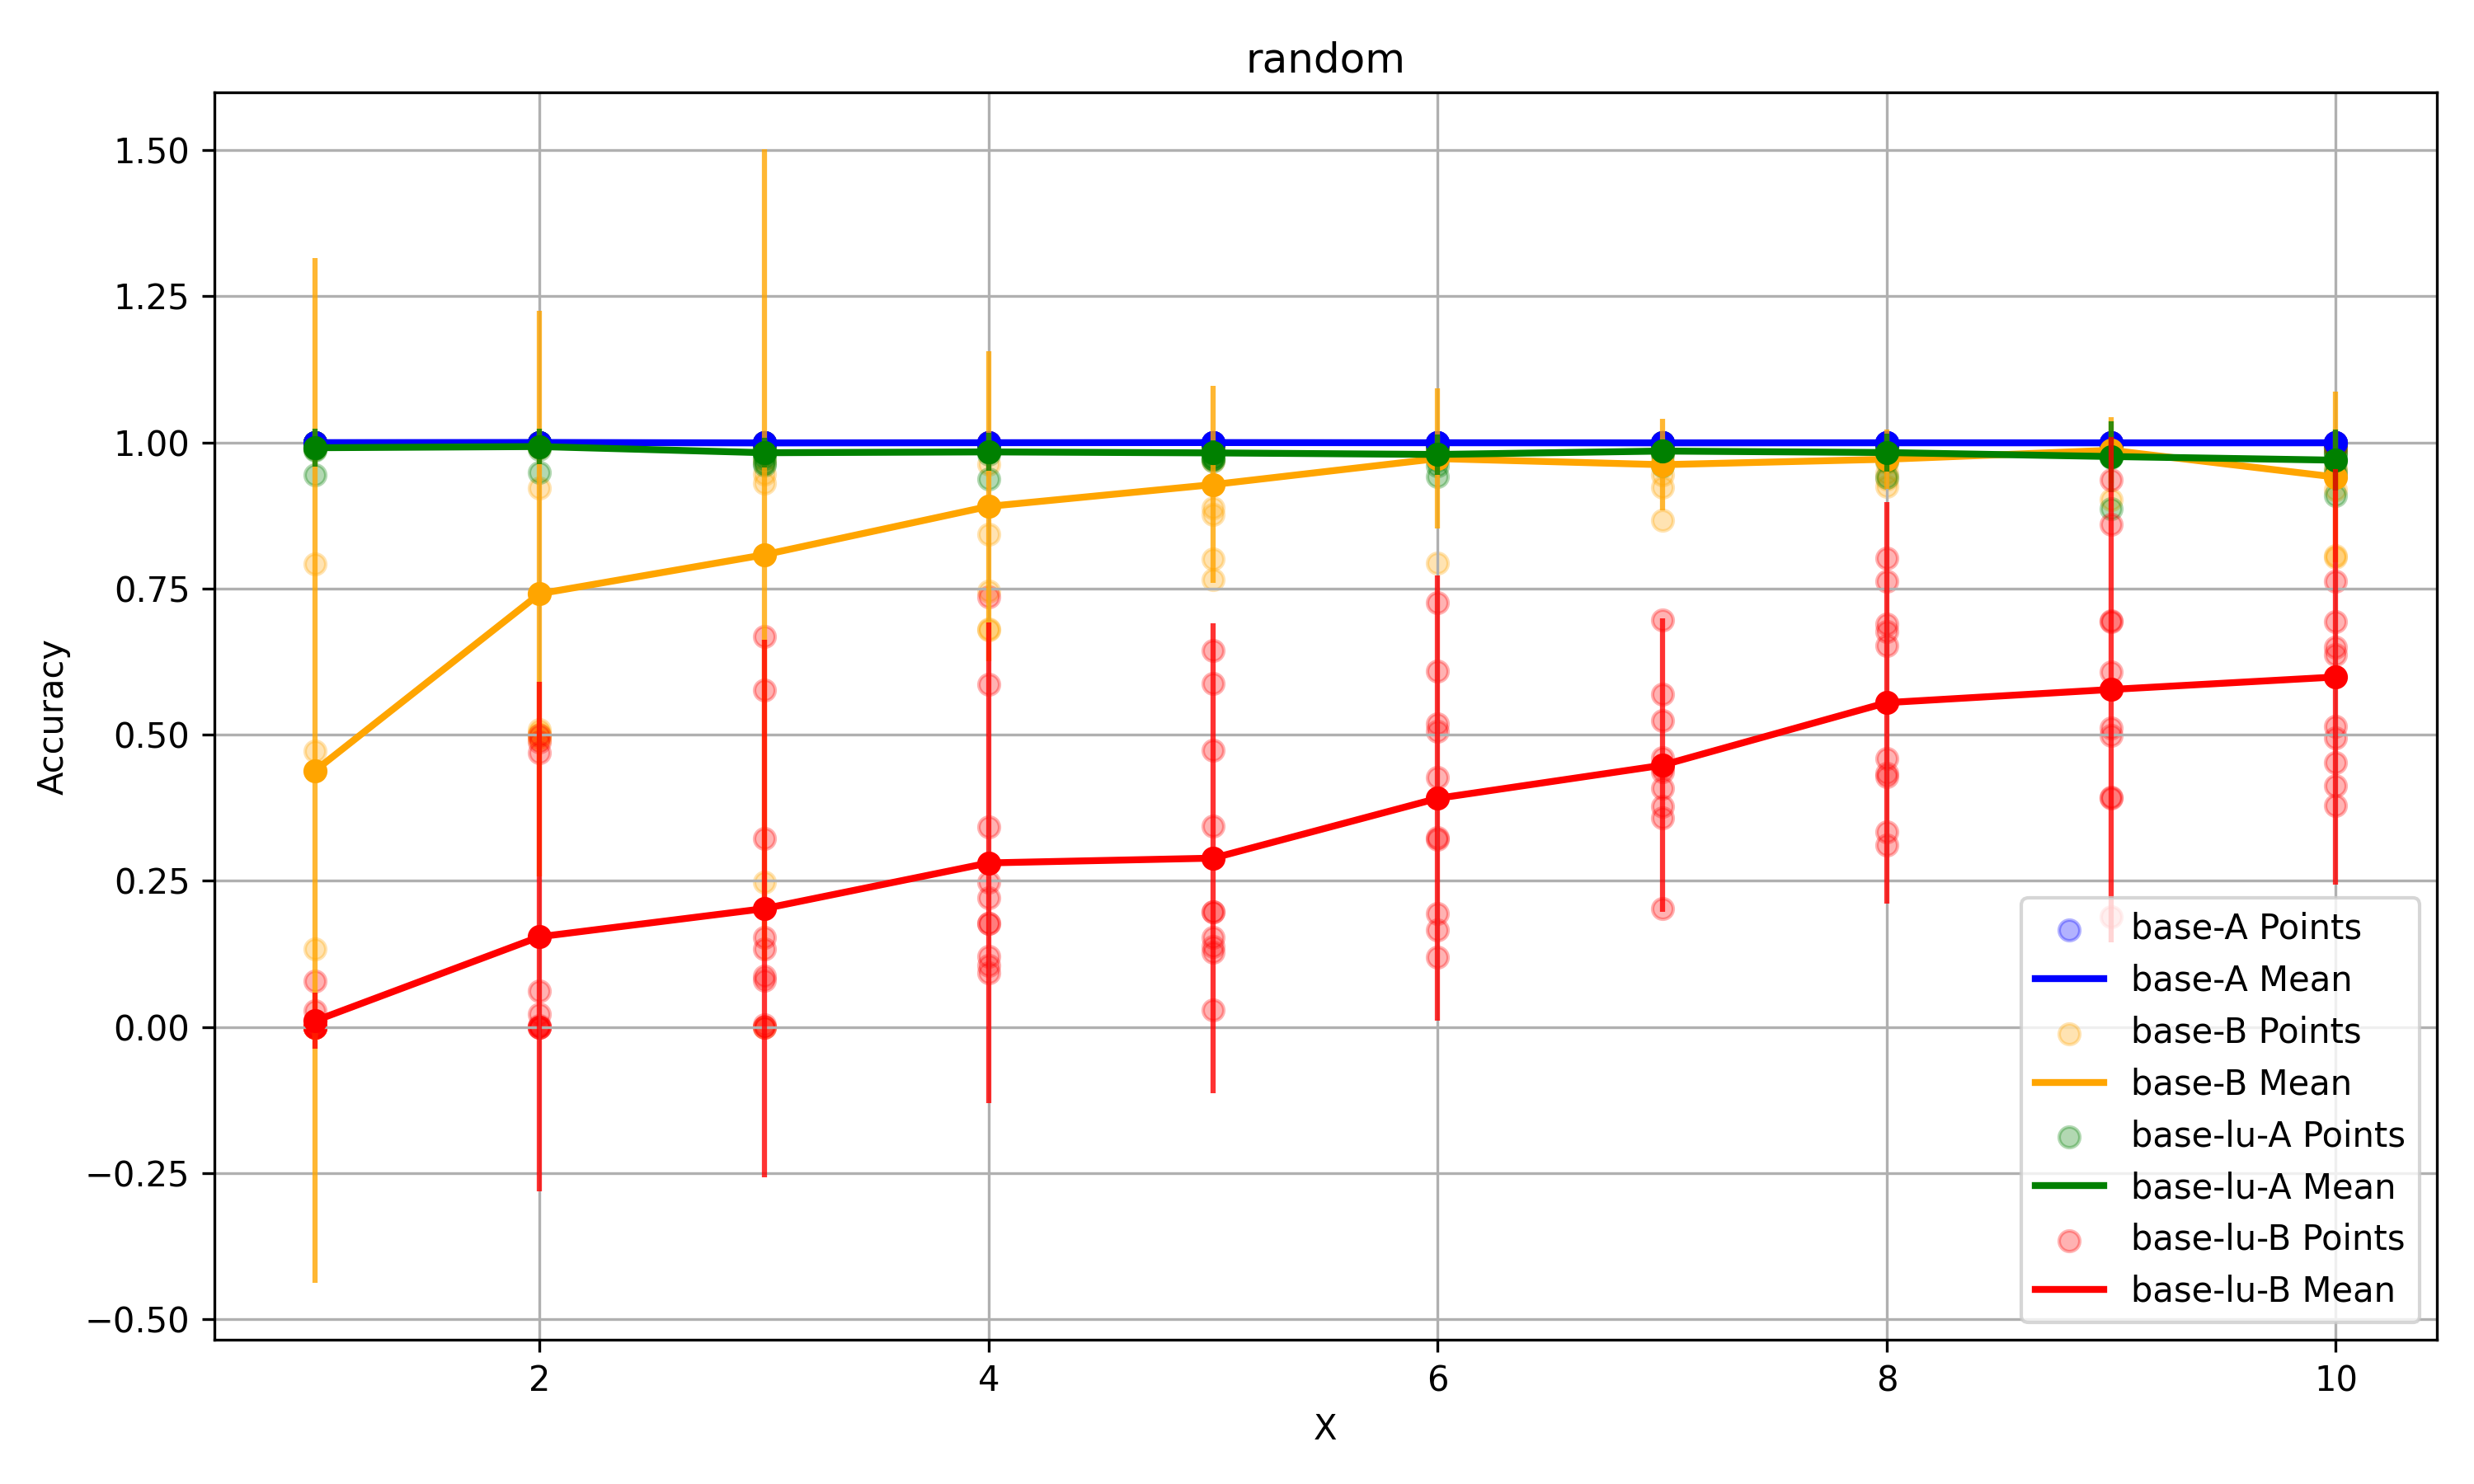 random
1.50
1.25
1.00
0.75
0.50
0.25
0.00
−0.25
−0.50
Accuracy
2
4
6
8
10
X
base-A Points
base-A Mean
base-B Points
base-B Mean
base-lu-A Points
base-lu-A Mean
base-lu-B Points
base-lu-B Mean